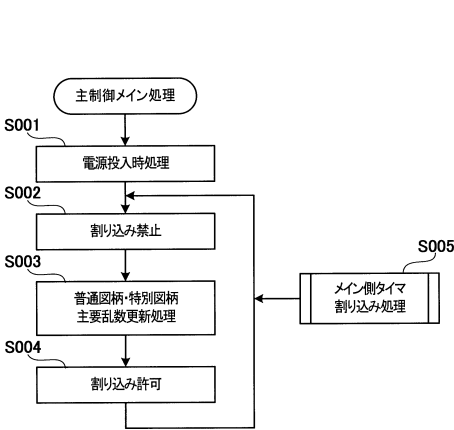 主制御メイン処理
S001
電源投入時処理
S002
割り込み禁止
S003
普通図柄・特別図柄
主要乱数更新処理
S004
割り込み許可
S005
メイン側タイマ
割り込み処理